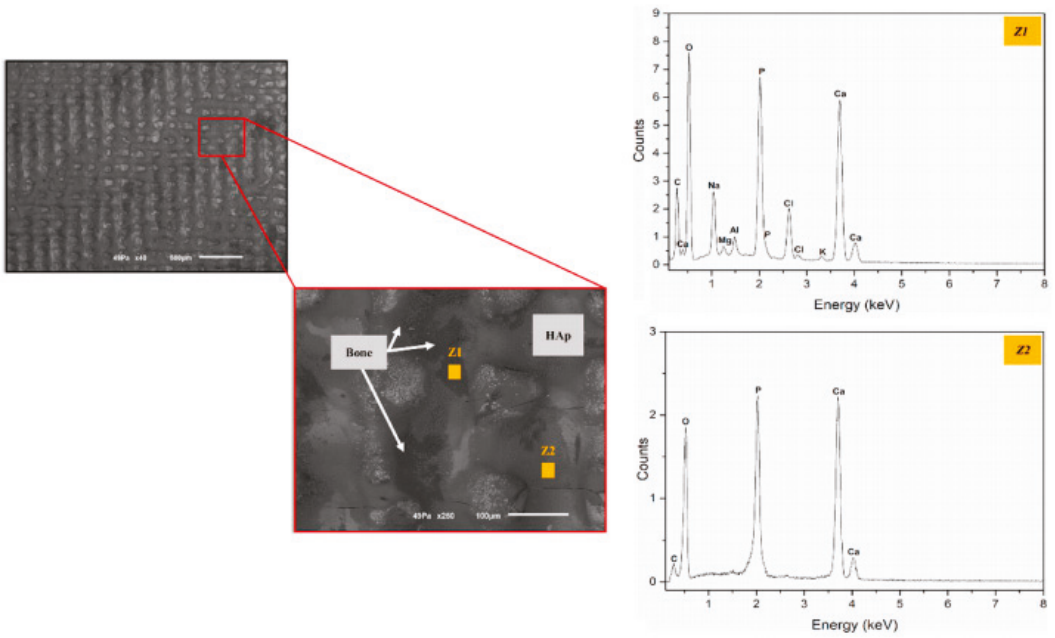 49Pa x40 500µm
Bone
HAp
Z1
Z2
49Pa x250 100µm
Z1
9
8
7
6
5
4
3
2
1
0
Counts
C
Ca
O
Na
Mg
Al
P
P
Cl
Cl
K
Ca
Ca
1 2 3 4 5 6 7 8
Energy (keV)
Z2
3
2
1
0
Counts
C
O
P
Ca
Ca
1 2 3 4 5 6 7 8
Energy (keV)